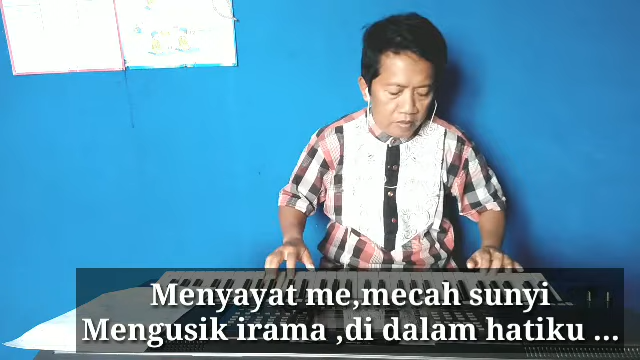 Menyayat me,mecah sunyi
Mengusik irama ,di dalam hatiku ...